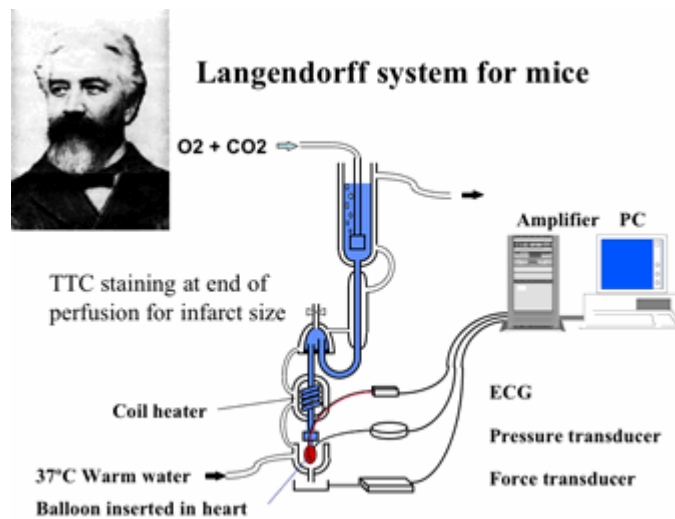 Langendorff system for mice
O2 + CO2
Amplifier PC
TTC staining at end of
perfusion for infarct size
Coil heater
ECG
Pressure transducer
37ºC Warm water
Force transducer
Balloon inserted in heart